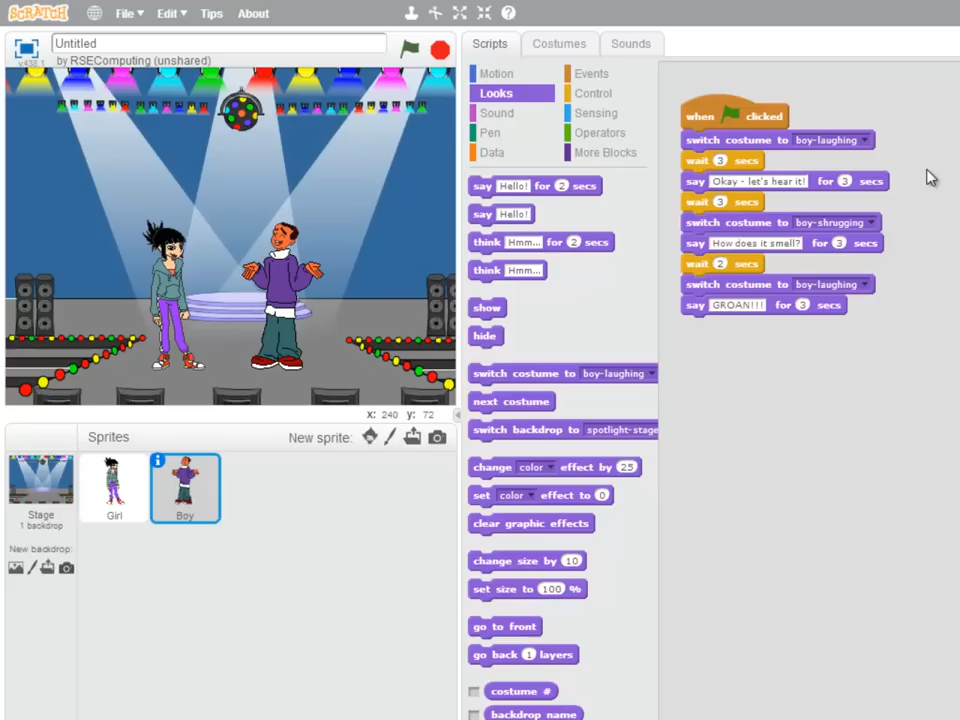 SCRATCH File Edit Tips About
Untitled
v438.1 by RSEComputing (unshared)
Scripts Costumes Sounds
Motion Events
Looks Control
Sound Sensing
Pen Operators
Data More Blocks
say Hello! for 2 secs
say Hello!
think Hmm... for 2 secs
think Hmm...
show
hide
switch costume to boy-laughing
next costume
switch backdrop to spotlight-stage
change color effect by 25
set color effect to 0
clear graphic effects
change size by 10
set size to 100 %
go to front
go back 1 layers
costume #
backdrop name
when clicked
switch costume to boy-laughing
wait 3 secs
say Okay - let's hear it! for 3 secs
wait 3 secs
switch costume to boy-shrugging
say How does it smell? for 3 secs
wait 2 secs
switch costume to boy-laughing
say GROAN!!! for 3 secs
x: 240 y: 72
Sprites New sprite:
Stage
1 backdrop
New backdrop:
Girl
Boy